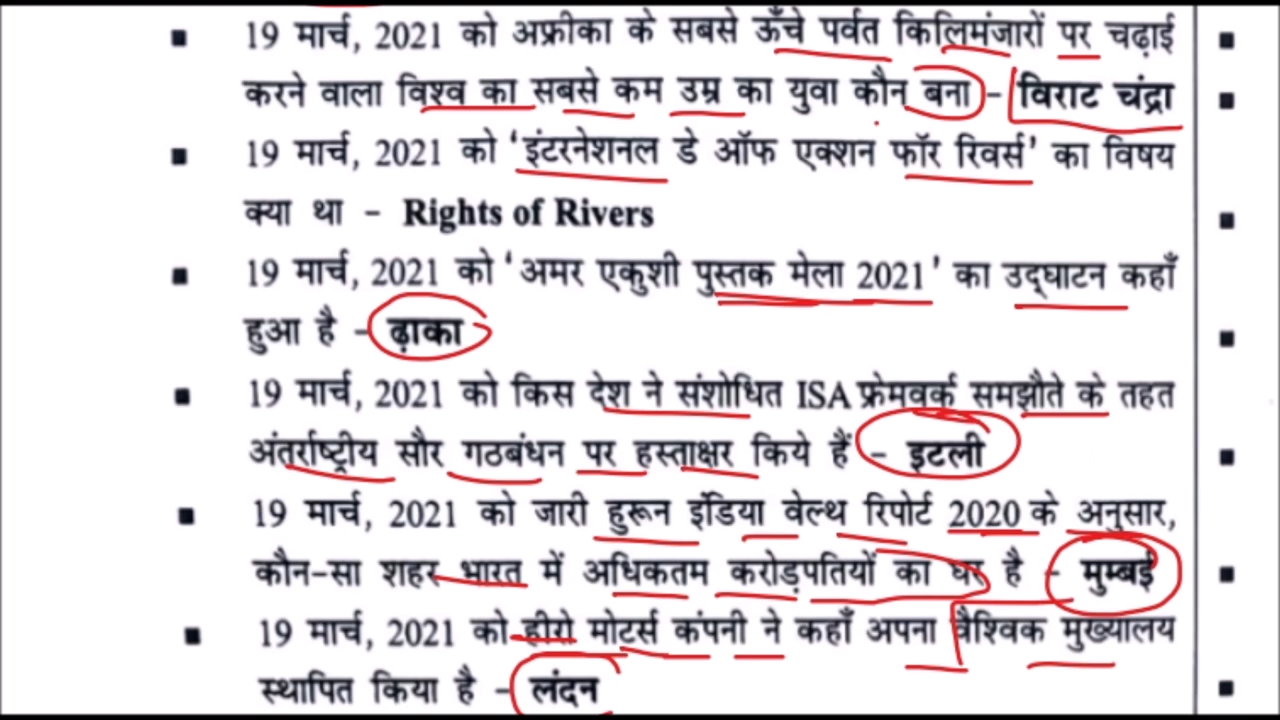 ▪ 19 मार्च, 2021 को अफ्रीका के सबसे ऊँचे पर्वत किलिमंजारों पर चढ़ाई
करने वाला विश्व का सबसे कम उम्र का युवा कौन बना – विराट चंद्रा
▪ 19 मार्च, 2021 को ‘इंटरनेशनल डे ऑफ एक्शन फॉर रिवर्स’ का विषय
क्या था – Rights of Rivers
▪ 19 मार्च, 2021 को ‘अमर एकुशी पुस्तक मेला 2021’ का उद्घाटन कहाँ
हुआ है – ढ़ाका
▪ 19 मार्च, 2021 को किस देश ने संशोधित ISA फ्रेमवर्क समझौते के तहत
अंतर्राष्ट्रीय सौर गठबंधन पर हस्ताक्षर किये हैं – इटली
▪ 19 मार्च, 2021 को जारी हुरून इंडिया वेल्थ रिपोर्ट 2020 के अनुसार,
कौन-सा शहर भारत में अधिकतम करोड़पतियों का घर है – मुम्बई
▪ 19 मार्च, 2021 को हीरो मोटर्स कंपनी ने कहाँ अपना वैश्विक मुख्यालय
स्थापित किया है – लंदन